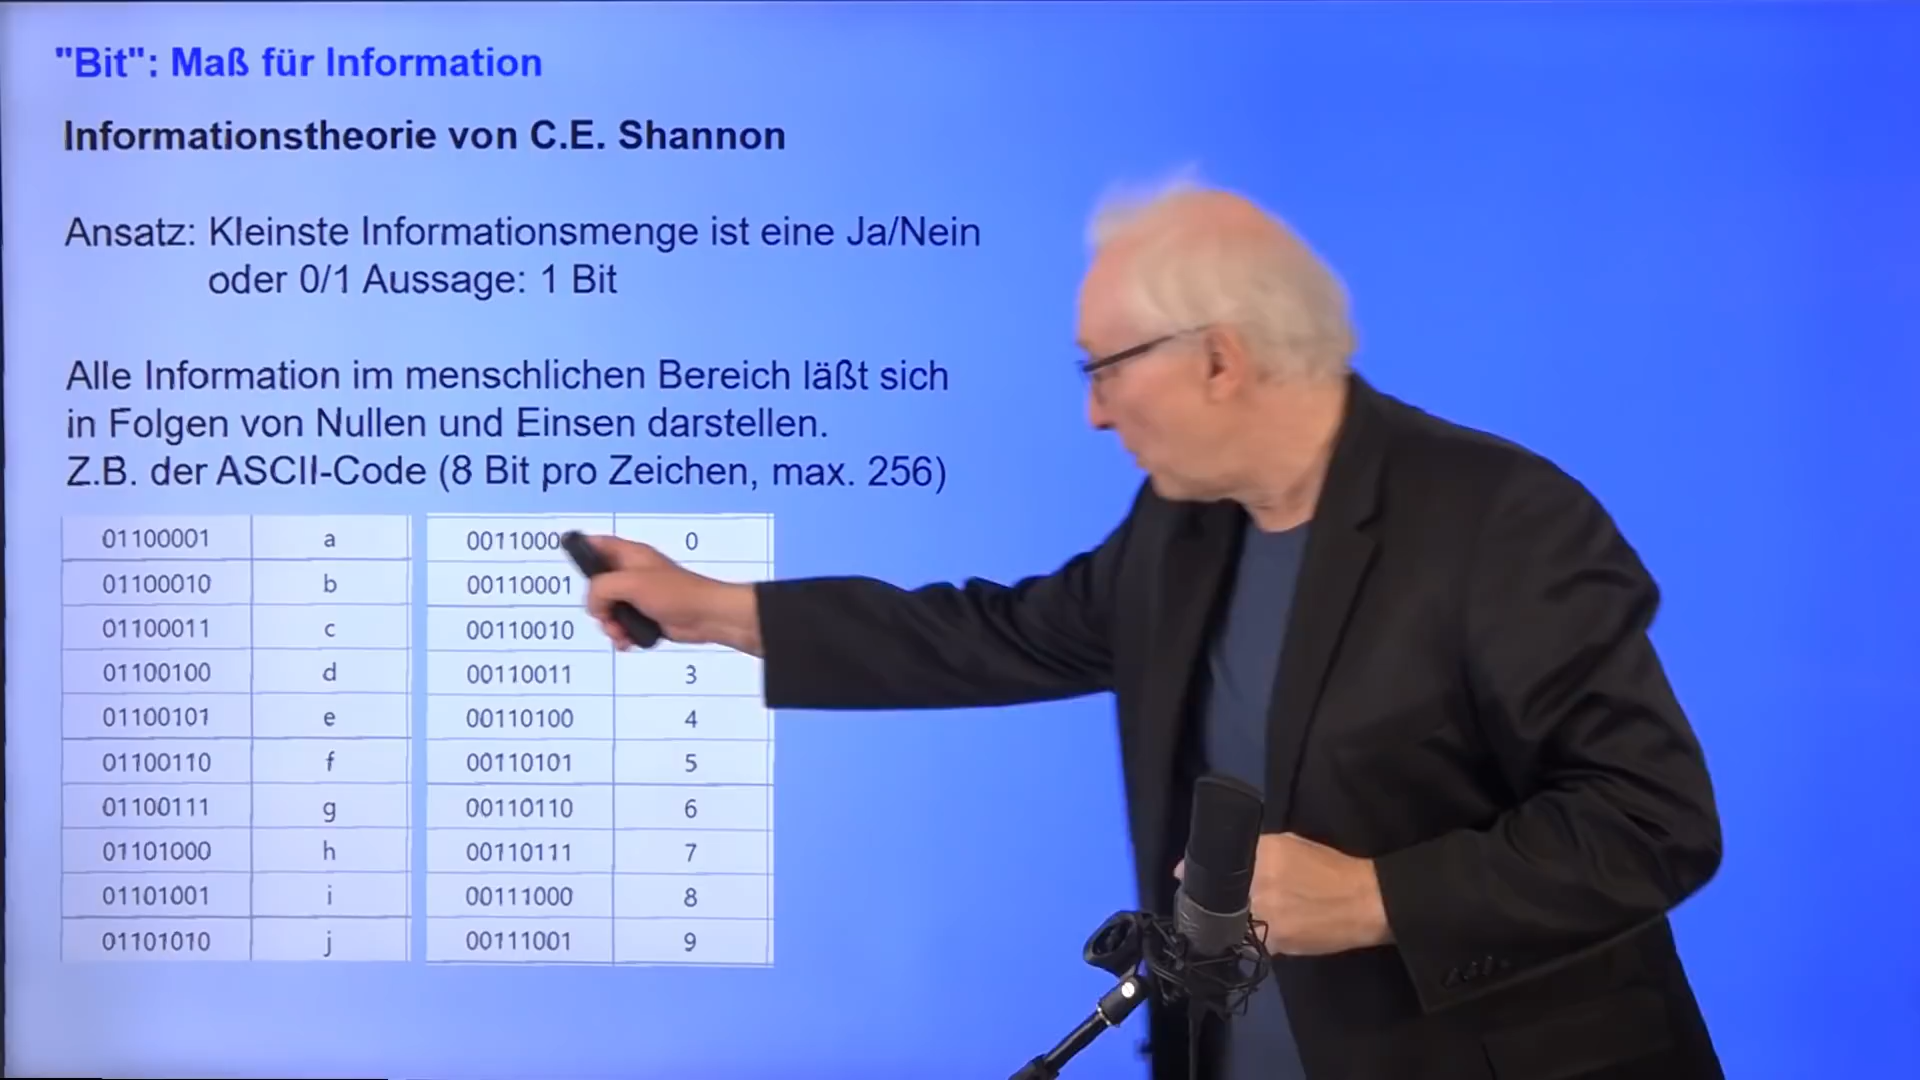 "Bit": Maß für Information
Informationstheorie von C.E. Shannon
Ansatz: Kleinste Informationsmenge ist eine Ja/Nein
oder 0/1 Aussage: 1 Bit
Alle Information im menschlichen Bereich läßt sich
in Folgen von Nullen und Einsen darstellen.
Z.B. der ASCII-Code (8 Bit pro Zeichen, max. 256)
01100001 a
01100010 b
01100011 c
01100100 d
01100101 e
01100110 f
01100111 g
01101000 h
01101001 i
01101010 j
0011000 0
00110001
00110010
00110011 3
00110100 4
00110101 5
00110110 6
00110111 7
00111000 8
00111001 9